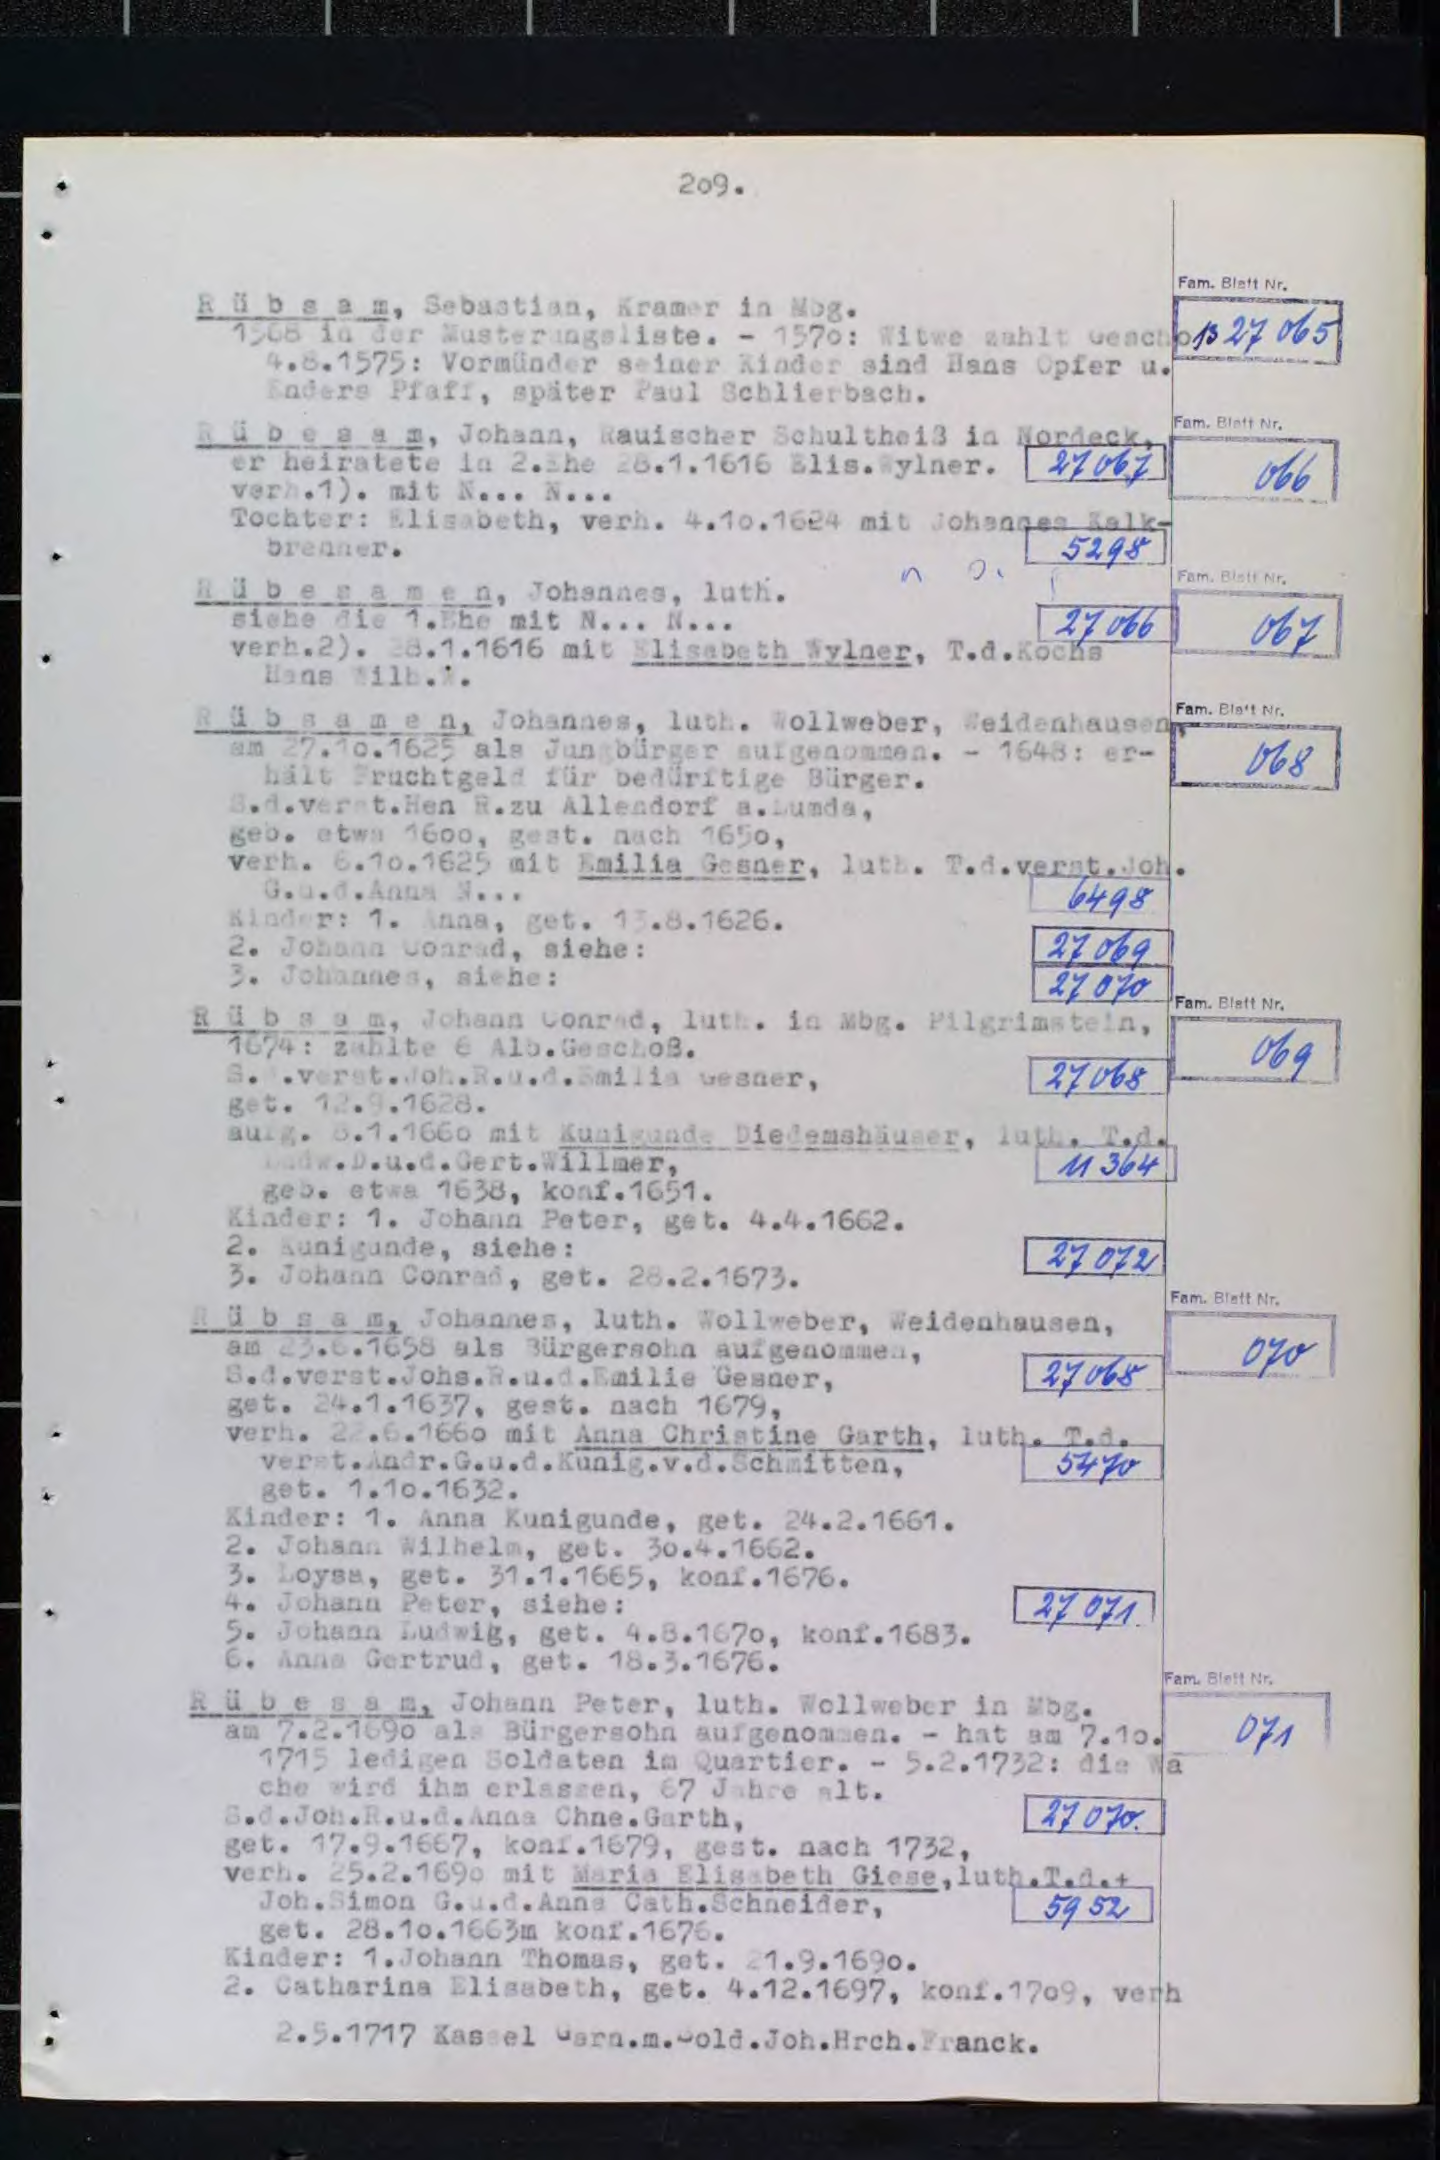 209.
Fam. Blatt Nr.
R ü b s a m, Sebastian, Kramer in Mbg.
1568 in der Musterungsliste. - 1570: Witwe zahlt Gescho
ß 27 065
4.8.1575: Vormünder seiner Kinder sind Hans Opfer u.
Enders Pfaff, später Paul Schlierbach.
Fam. Blatt Nr.
R ü b e s a m, Johann, Rauischer Schultheiß in Nordeck,
er heiratete in 2.Ehe 28.1.1616 Elis.Wylner. 27 067 066
verh.1). mit N... N...
Tochter: Elisabeth, verh. 4.10.1624 mit Johannes Kalk-
brenner. 5298
Fam. Blatt Nr.
R ü b e s a m e n, Johannes, luth.
siehe die 1.Ehe mit N... N... 27 066 067
verh.2). 28.1.1616 mit Elisabeth Wylner, T.d.Kochs
Hans Wilh.W.
Fam. Blatt Nr.
R ü b s a m e n, Johannes, luth. Wollweber, Weidenhausen,
am 27.10.1625 als Jungbürger aufgenommen. - 1648: er- 068
hält Fruchtgeld für bedürftige Bürger.
S.d.verst.Hen R.zu Allendorf a.Lumda,
geb. etwa 1600, gest. nach 1650,
verh. 6.10.1625 mit Emilia Gesner, luth. T.d.verst.Joh.
G.u.d.Anna N... 6498
Kinder: 1. Anna, get. 13.8.1626.
2. Johann Conrad, siehe: 27 069
3. Johannes, siehe: 27 070
Fam. Blatt Nr.
R ü b s a m, Johann Conrad, luth. in Mbg. Pilgrimstein,
1674: zahlte 6 Alb.Geschoß. 069
S.d.verst.Joh.R.u.d.Emilia Gesner, 27 068
get. 12.9.1628.
aufg. 8.1.1660 mit Kunigunde Diedemshäuser, luth. T.d.
Ludw.D.u.d.Gert.Willmer, 11 364
geb. etwa 1638, konf.1651.
Kinder: 1. Johann Peter, get. 4.4.1662.
2. Kunigunde, siehe: 27 072
3. Johann Conrad, get. 28.2.1673.
Fam. Blatt Nr.
R ü b s a m, Johannes, luth. Wollweber, Weidenhausen,
am 23.6.1658 als Bürgersohn aufgenommen, 070
S.d.verst.Johs.R.u.d.Emilie Gesner, 27 068
get. 24.1.1637, gest. nach 1679,
verh. 22.6.1660 mit Anna Christine Garth, luth. T.d.
verst.Andr.G.u.d.Kunig.v.d.Schmitten, 5470
get. 1.10.1632.
Kinder: 1. Anna Kunigunde, get. 24.2.1661.
2. Johann Wilhelm, get. 30.4.1662.
3. Loysa, get. 31.1.1665, konf.1676.
4. Johann Peter, siehe: 27 071
5. Johann Ludwig, get. 4.8.1670, konf.1683.
6. Anna Gertrud, get. 18.3.1676.
Fam. Blatt Nr.
R ü b e s a m, Johann Peter, luth. Wollweber in Mbg.
am 7.2.1690 als Bürgersohn aufgenommen. - hat am 7.10. 071
1715 ledigen Soldaten im Quartier. - 5.2.1732: die Wa
che wird ihm erlassen, 67 Jahre alt.
S.d.Joh.R.u.d.Anna Chne.Garth, 27 070.
get. 17.9.1667, konf.1679, gest. nach 1732,
verh. 25.2.1690 mit Maria Elisabeth Giese,luth.T.d.+
Joh.Simon G.u.d.Anna Cath.Schneider, 5952
get. 28.10.1663m konf.1676.
Kinder: 1.Johann Thomas, get. 21.9.1690.
2. Catharina Elisabeth, get. 4.12.1697, konf.1709, verh
2.5.1717 Kassel Garn.m.Sold.Joh.Hrch.Franck.